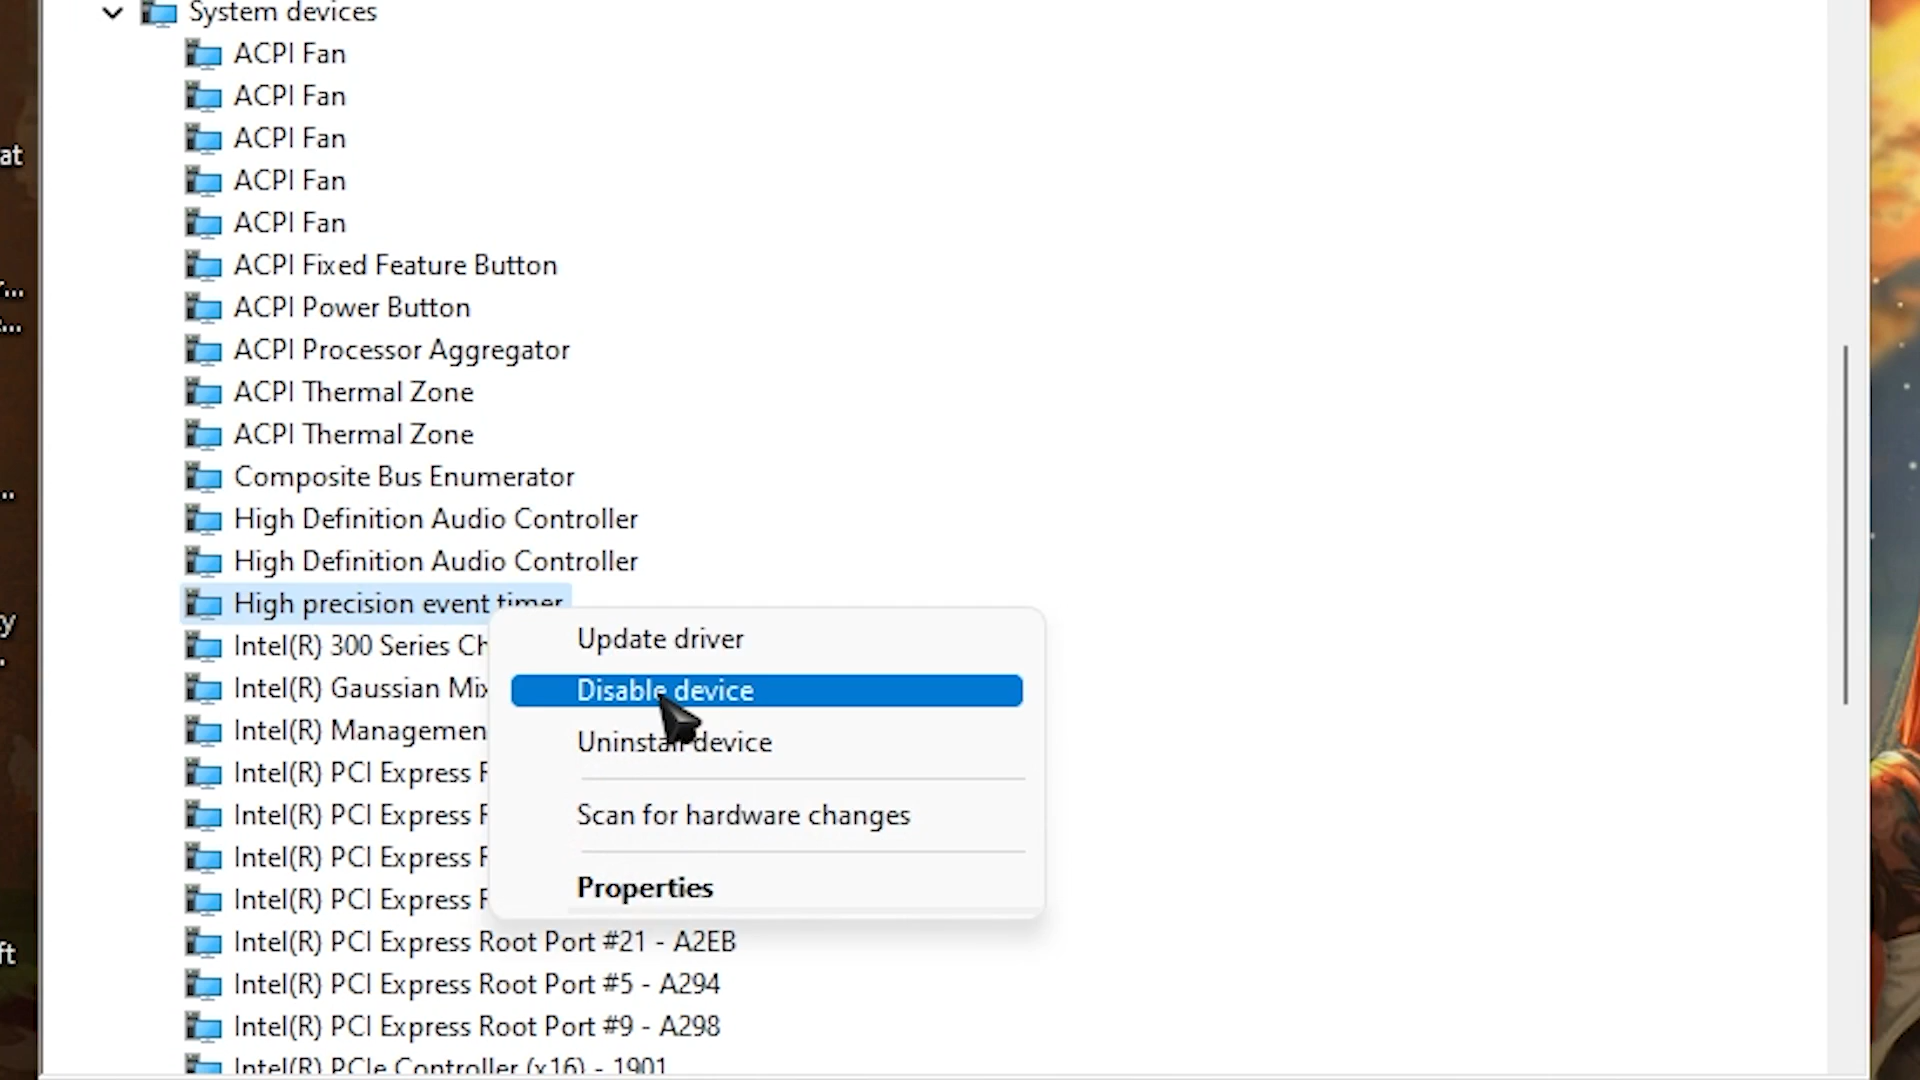 System devices
ACPI Fan
ACPI Fan
ACPI Fan
ACPI Fan
ACPI Fan
ACPI Fixed Feature Button
ACPI Power Button
ACPI Processor Aggregator
ACPI Thermal Zone
ACPI Thermal Zone
Composite Bus Enumerator
High Definition Audio Controller
High Definition Audio Controller
High precision event timer
Intel(R) 300 Series Ch
Intel(R) Gaussian Mix
Intel(R) Managemen
Intel(R) PCI Express R
Intel(R) PCI Express R
Intel(R) PCI Express R
Intel(R) PCI Express R
Intel(R) PCI Express Root Port #21 - A2EB
Intel(R) PCI Express Root Port #5 - A294
Intel(R) PCI Express Root Port #9 - A298
Intel(R) PCIe Controller (x16) - 1901
Update driver
Disable device
Uninstall device
Scan for hardware changes
Properties
at
r...
y
ft